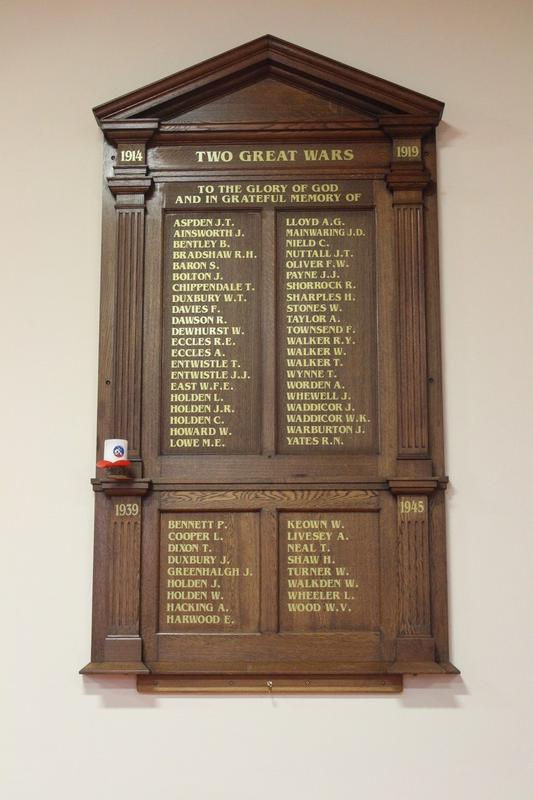 1914 TWO GREAT WARS 1919
TO THE GLORY OF GOD
AND IN GRATEFUL MEMORY OF
ASPDEN J.T.
AINSWORTH J.
BENTLEY B.
BRADSHAW R.H.
BARON S.
BOLTON J.
CHIPPENDALE T.
DUXBURY W.T.
DAVIES F.
DAWSON R.
DEWHURST W.
ECCLES R.E.
ECCLES A.
ENTWISTLE T.
ENTWISTLE J.J.
EAST W.F.E.
HOLDEN L.
HOLDEN J.R.
HOLDEN C.
HOWARD W.
LOWE M.E.
LLOYD A.G.
MAINWARING J.D.
NIELD C.
NUTTALL J.T.
OLIVER F.W.
PAYNE J.J.
SHORROCK R.
SHARPLES H.
STONES W.
TAYLOR A.
TOWNSEND F.
WALKER R.Y.
WALKER W.
WALKER T.
WYNNE T.
WORDEN A.
WHEWELL J.
WADDICOR J.
WADDICOR W.K.
WARBURTON J.
YATES R.N.
1939 1945
BENNETT P.
COOPER L.
DIXON T.
DUXBURY J.
GREENHALGH J.
HOLDEN J.
HOLDEN W.
HACKING A.
HARWOOD E.
KEOWN W.
LIVESEY A.
NEAL T.
SHAW H.
TURNER W.
WALKDEN W.
WHEELER L.
WOOD W.V.